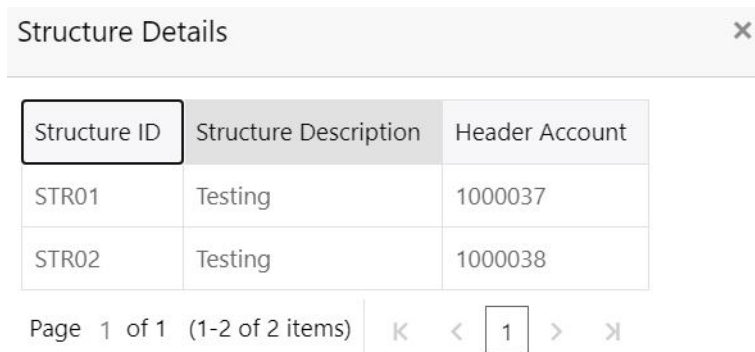 Structure Details ×
Structure ID Structure Description Header Account
STR01 Testing 1000037
STR02 Testing 1000038
Page 1 of 1 (1-2 of 2 items) 1